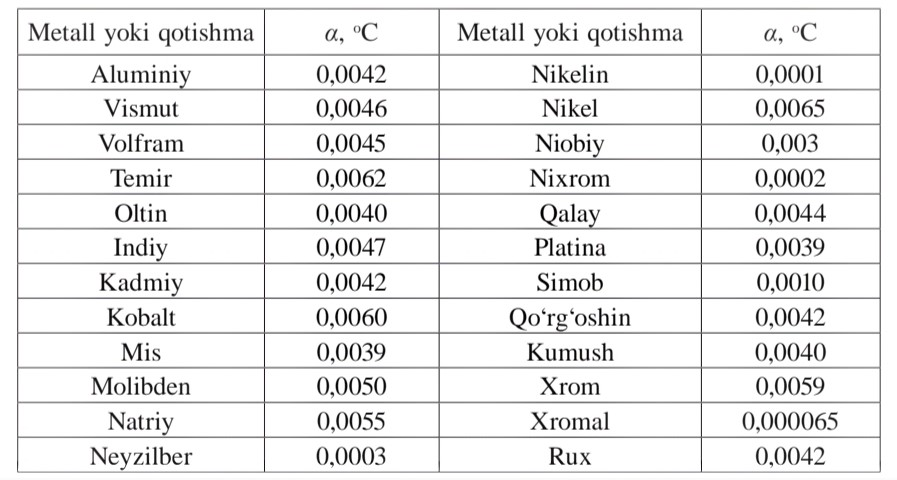 Metall yoki qotishma α, °C Metall yoki qotishma α, °C
Aluminiy 0,0042 Nikelin 0,0001
Vismut 0,0046 Nikel 0,0065
Volfram 0,0045 Niobiy 0,003
Temir 0,0062 Nixrom 0,0002
Oltin 0,0040 Qalay 0,0044
Indiy 0,0047 Platina 0,0039
Kadmiy 0,0042 Simob 0,0010
Kobalt 0,0060 Qo‘rg‘oshin 0,0042
Mis 0,0039 Kumush 0,0040
Molibden 0,0050 Xrom 0,0059
Natriy 0,0055 Xromal 0,000065
Neyzilber 0,0003 Rux 0,0042